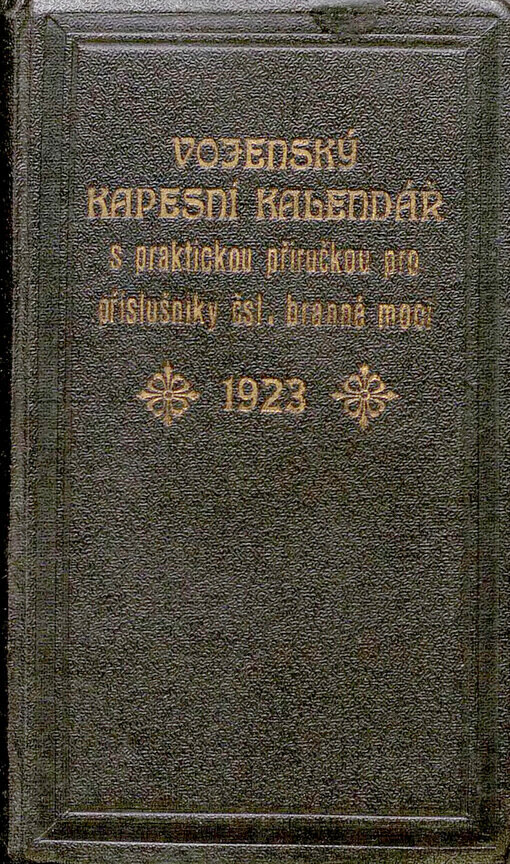 VOJENSKÝ
KAPESNÍ KALENDÁŘ
s praktickou příručkou pro
příslušníky čsl. branné moci
1923